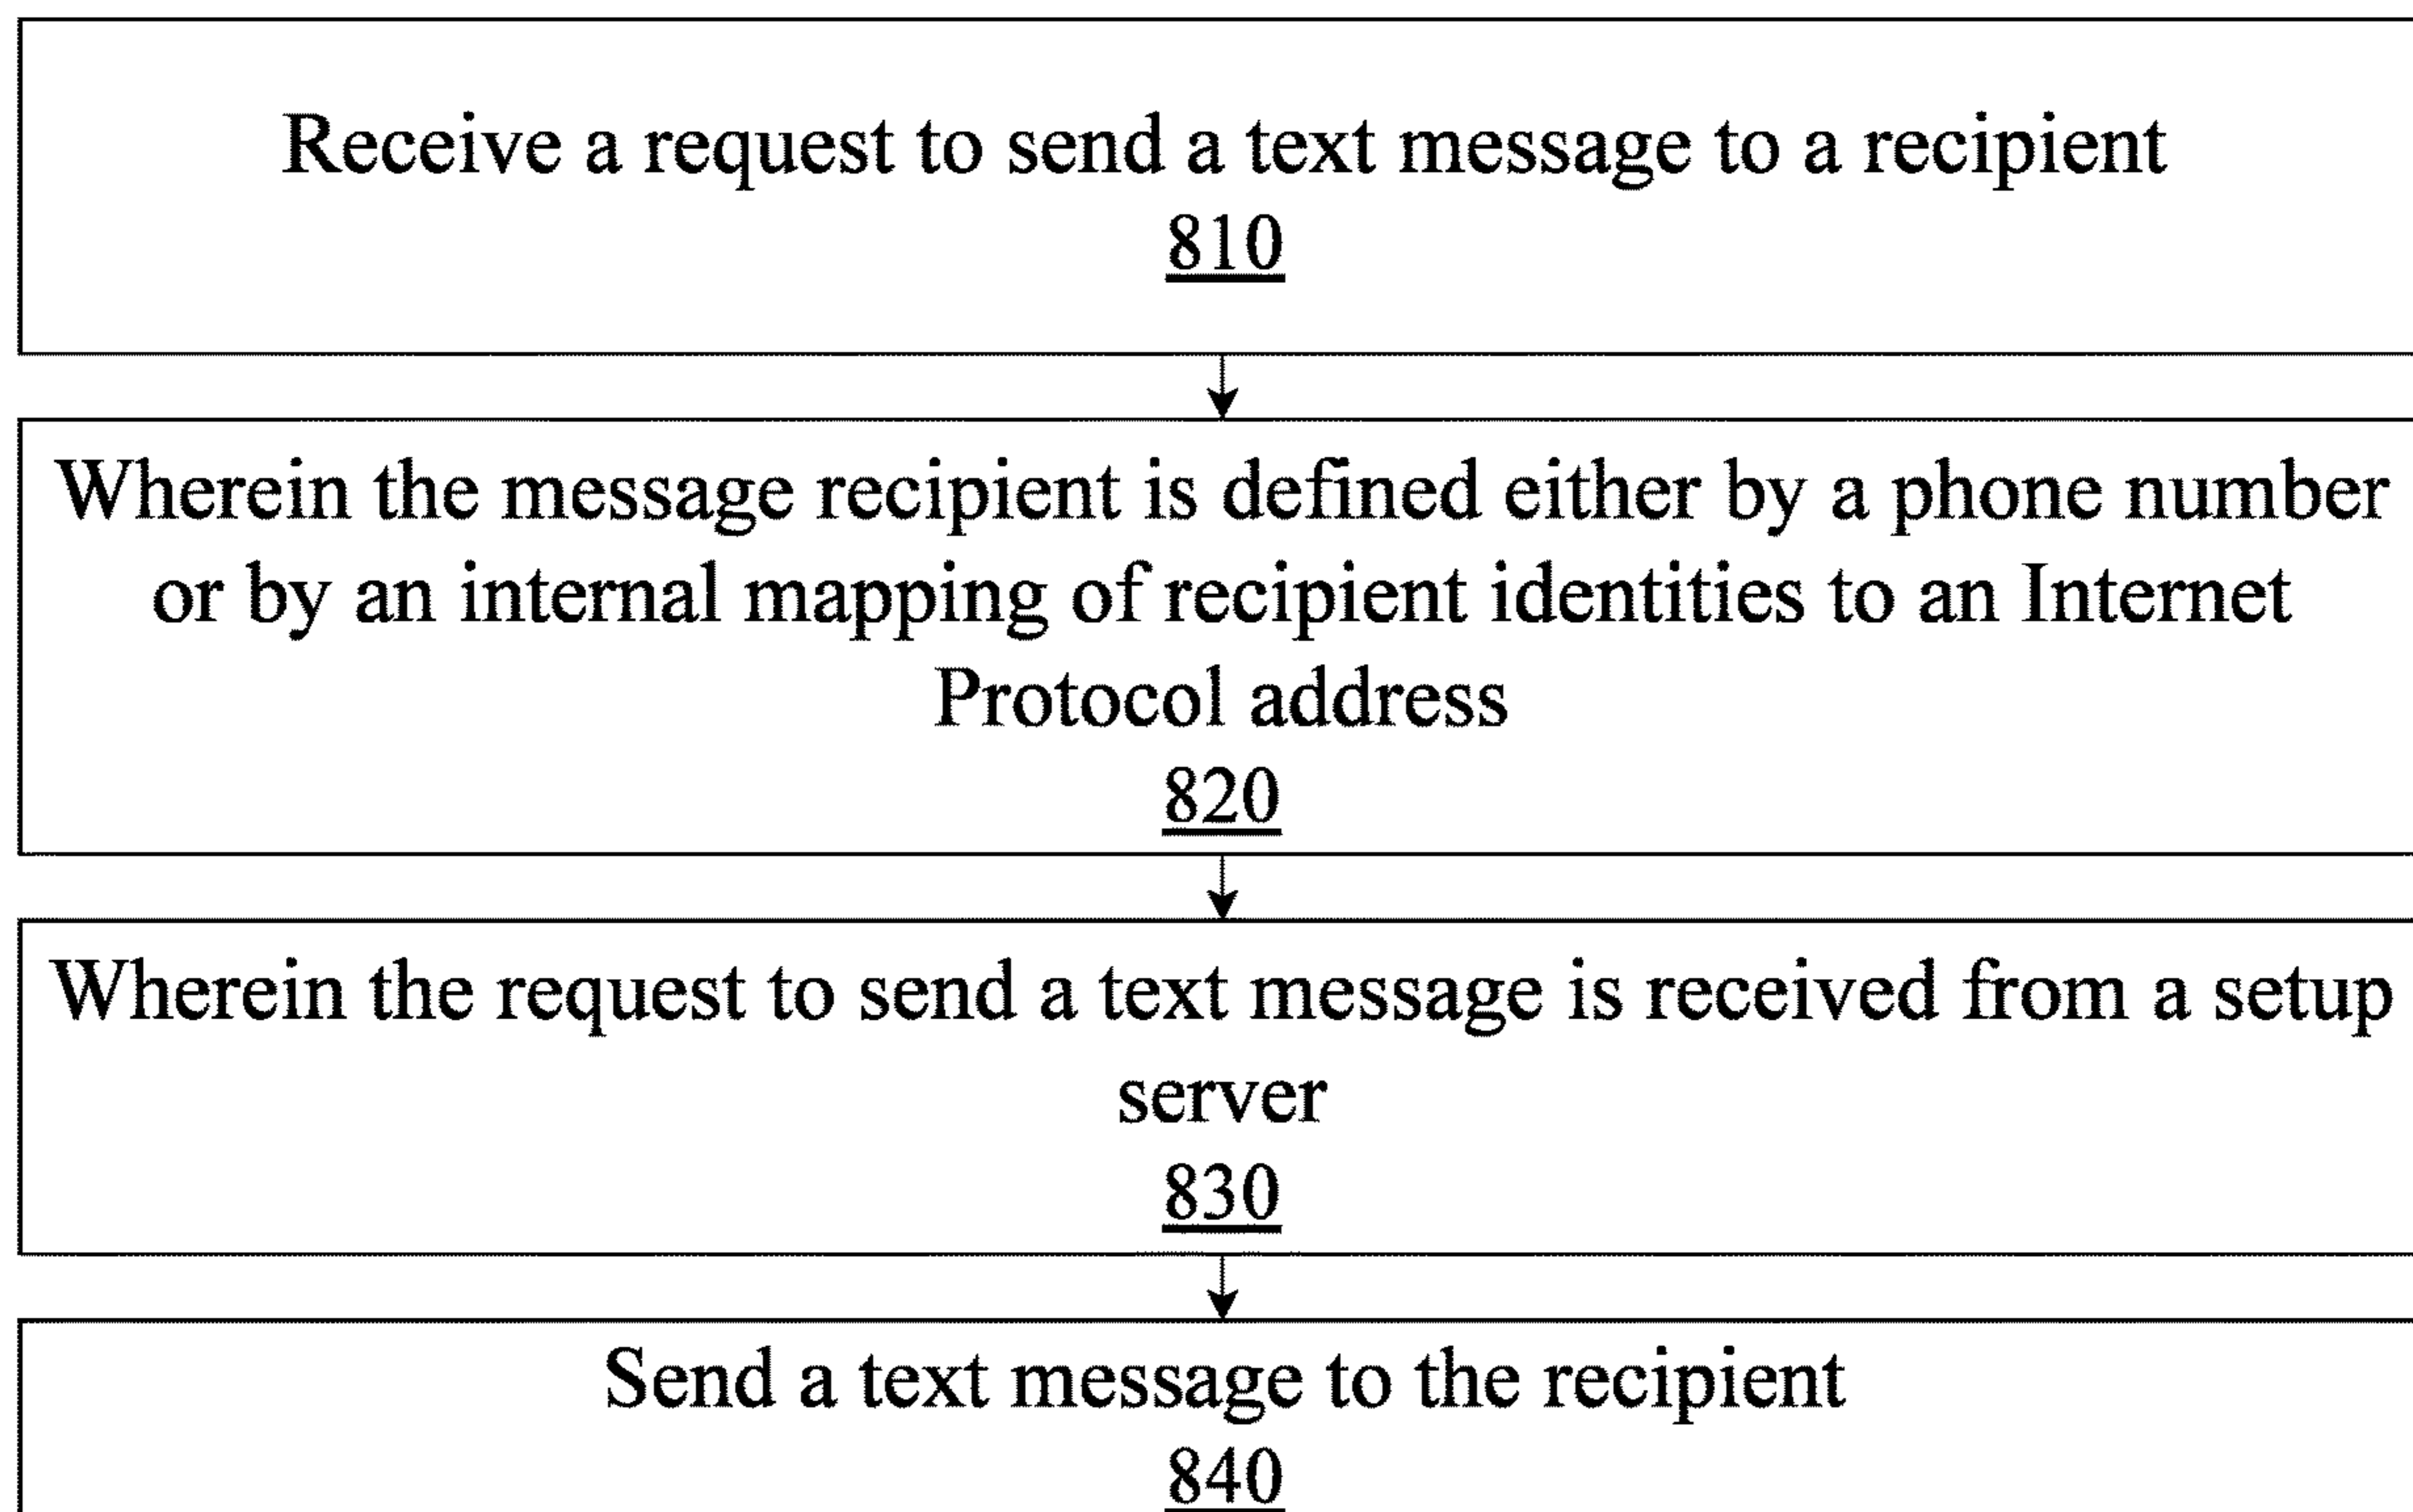 Receive a request to send a text message to a recipient
810
Wherein the message recipient is defined either by a phone number
or by an internal mapping of recipient identities to an Internet
Protocol address
820
Wherein the request to send a text message is received from a setup
server
830
Send a text message to the recipient
840